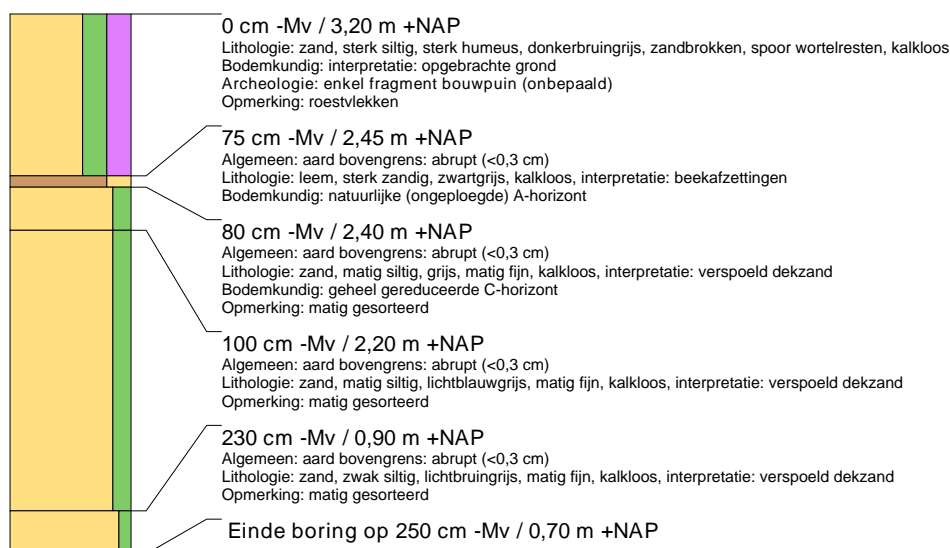 0 cm -Mv / 3,20 m +NAP
Lithologie: zand, sterk siltig, sterk humeus, donkerbruingrijs, zandbrokken, spoor wortelresten, kalkloos
Bodemkundig: interpretatie: opgebrachte grond
Archeologie: enkel fragment bouwpuin (onbepaald)
Opmerking: roestvlekken
75 cm -Mv / 2,45 m +NAP
Algemeen: aard bovengrens: abrupt (<0,3 cm)
Lithologie: leem, sterk zandig, zwartgrijs, kalkloos, interpretatie: beekafzettingen
Bodemkundig: natuurlijke (ongeploegde) A-horizont
80 cm -Mv / 2,40 m +NAP
Algemeen: aard bovengrens: abrupt (<0,3 cm)
Lithologie: zand, matig siltig, grijs, matig fijn, kalkloos, interpretatie: verspoeld dekzand
Bodemkundig: geheel gereduceerde C-horizont
Opmerking: matig gesorteerd
100 cm -Mv / 2,20 m +NAP
Algemeen: aard bovengrens: abrupt (<0,3 cm)
Lithologie: zand, matig siltig, lichtblauwgrijs, matig fijn, kalkloos, interpretatie: verspoeld dekzand
Opmerking: matig gesorteerd
230 cm -Mv / 0,90 m +NAP
Algemeen: aard bovengrens: abrupt (<0,3 cm)
Lithologie: zand, zwak siltig, lichtbruingrijs, matig fijn, kalkloos, interpretatie: verspoeld dekzand
Opmerking: matig gesorteerd
Einde boring op 250 cm -Mv / 0,70 m +NAP